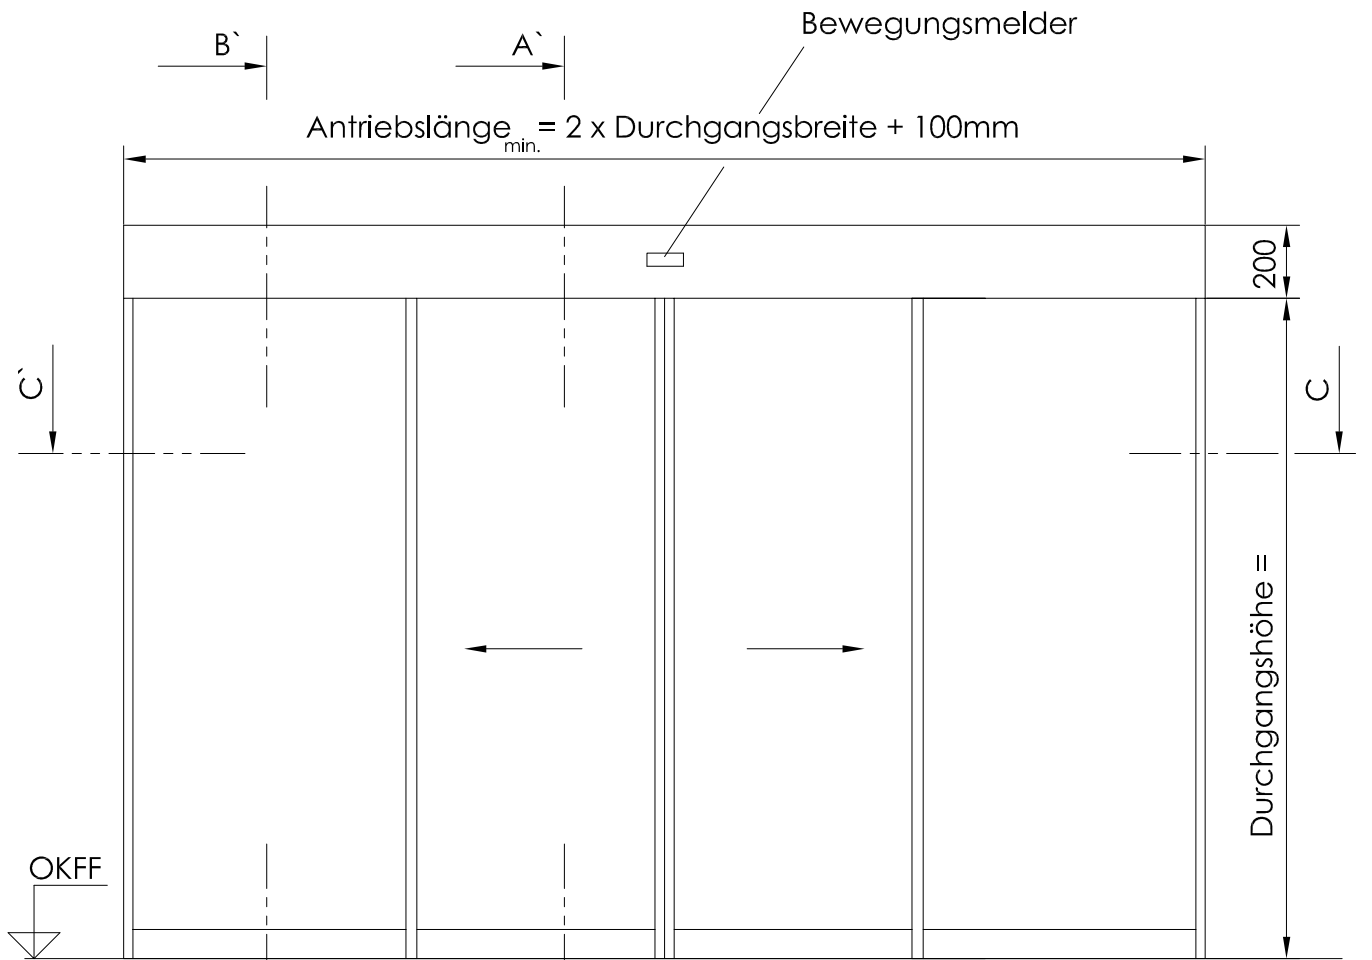 Bewegungsmelder
B`
A`
Antriebslänge min. = 2 x Durchgangsbreite + 100mm
200
C`
C
Durchgangshöhe =
OKFF